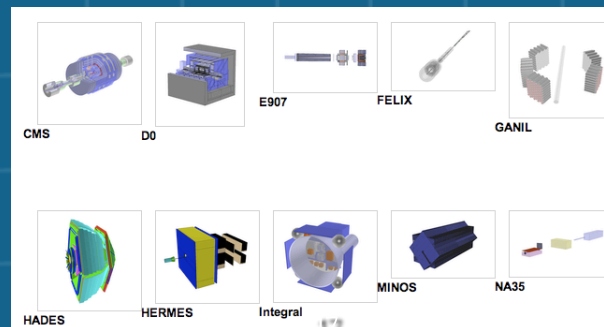 CMS
D0
E907
FELIX
GANIL
HADES
HERMES
Integral
MINOS
NA35